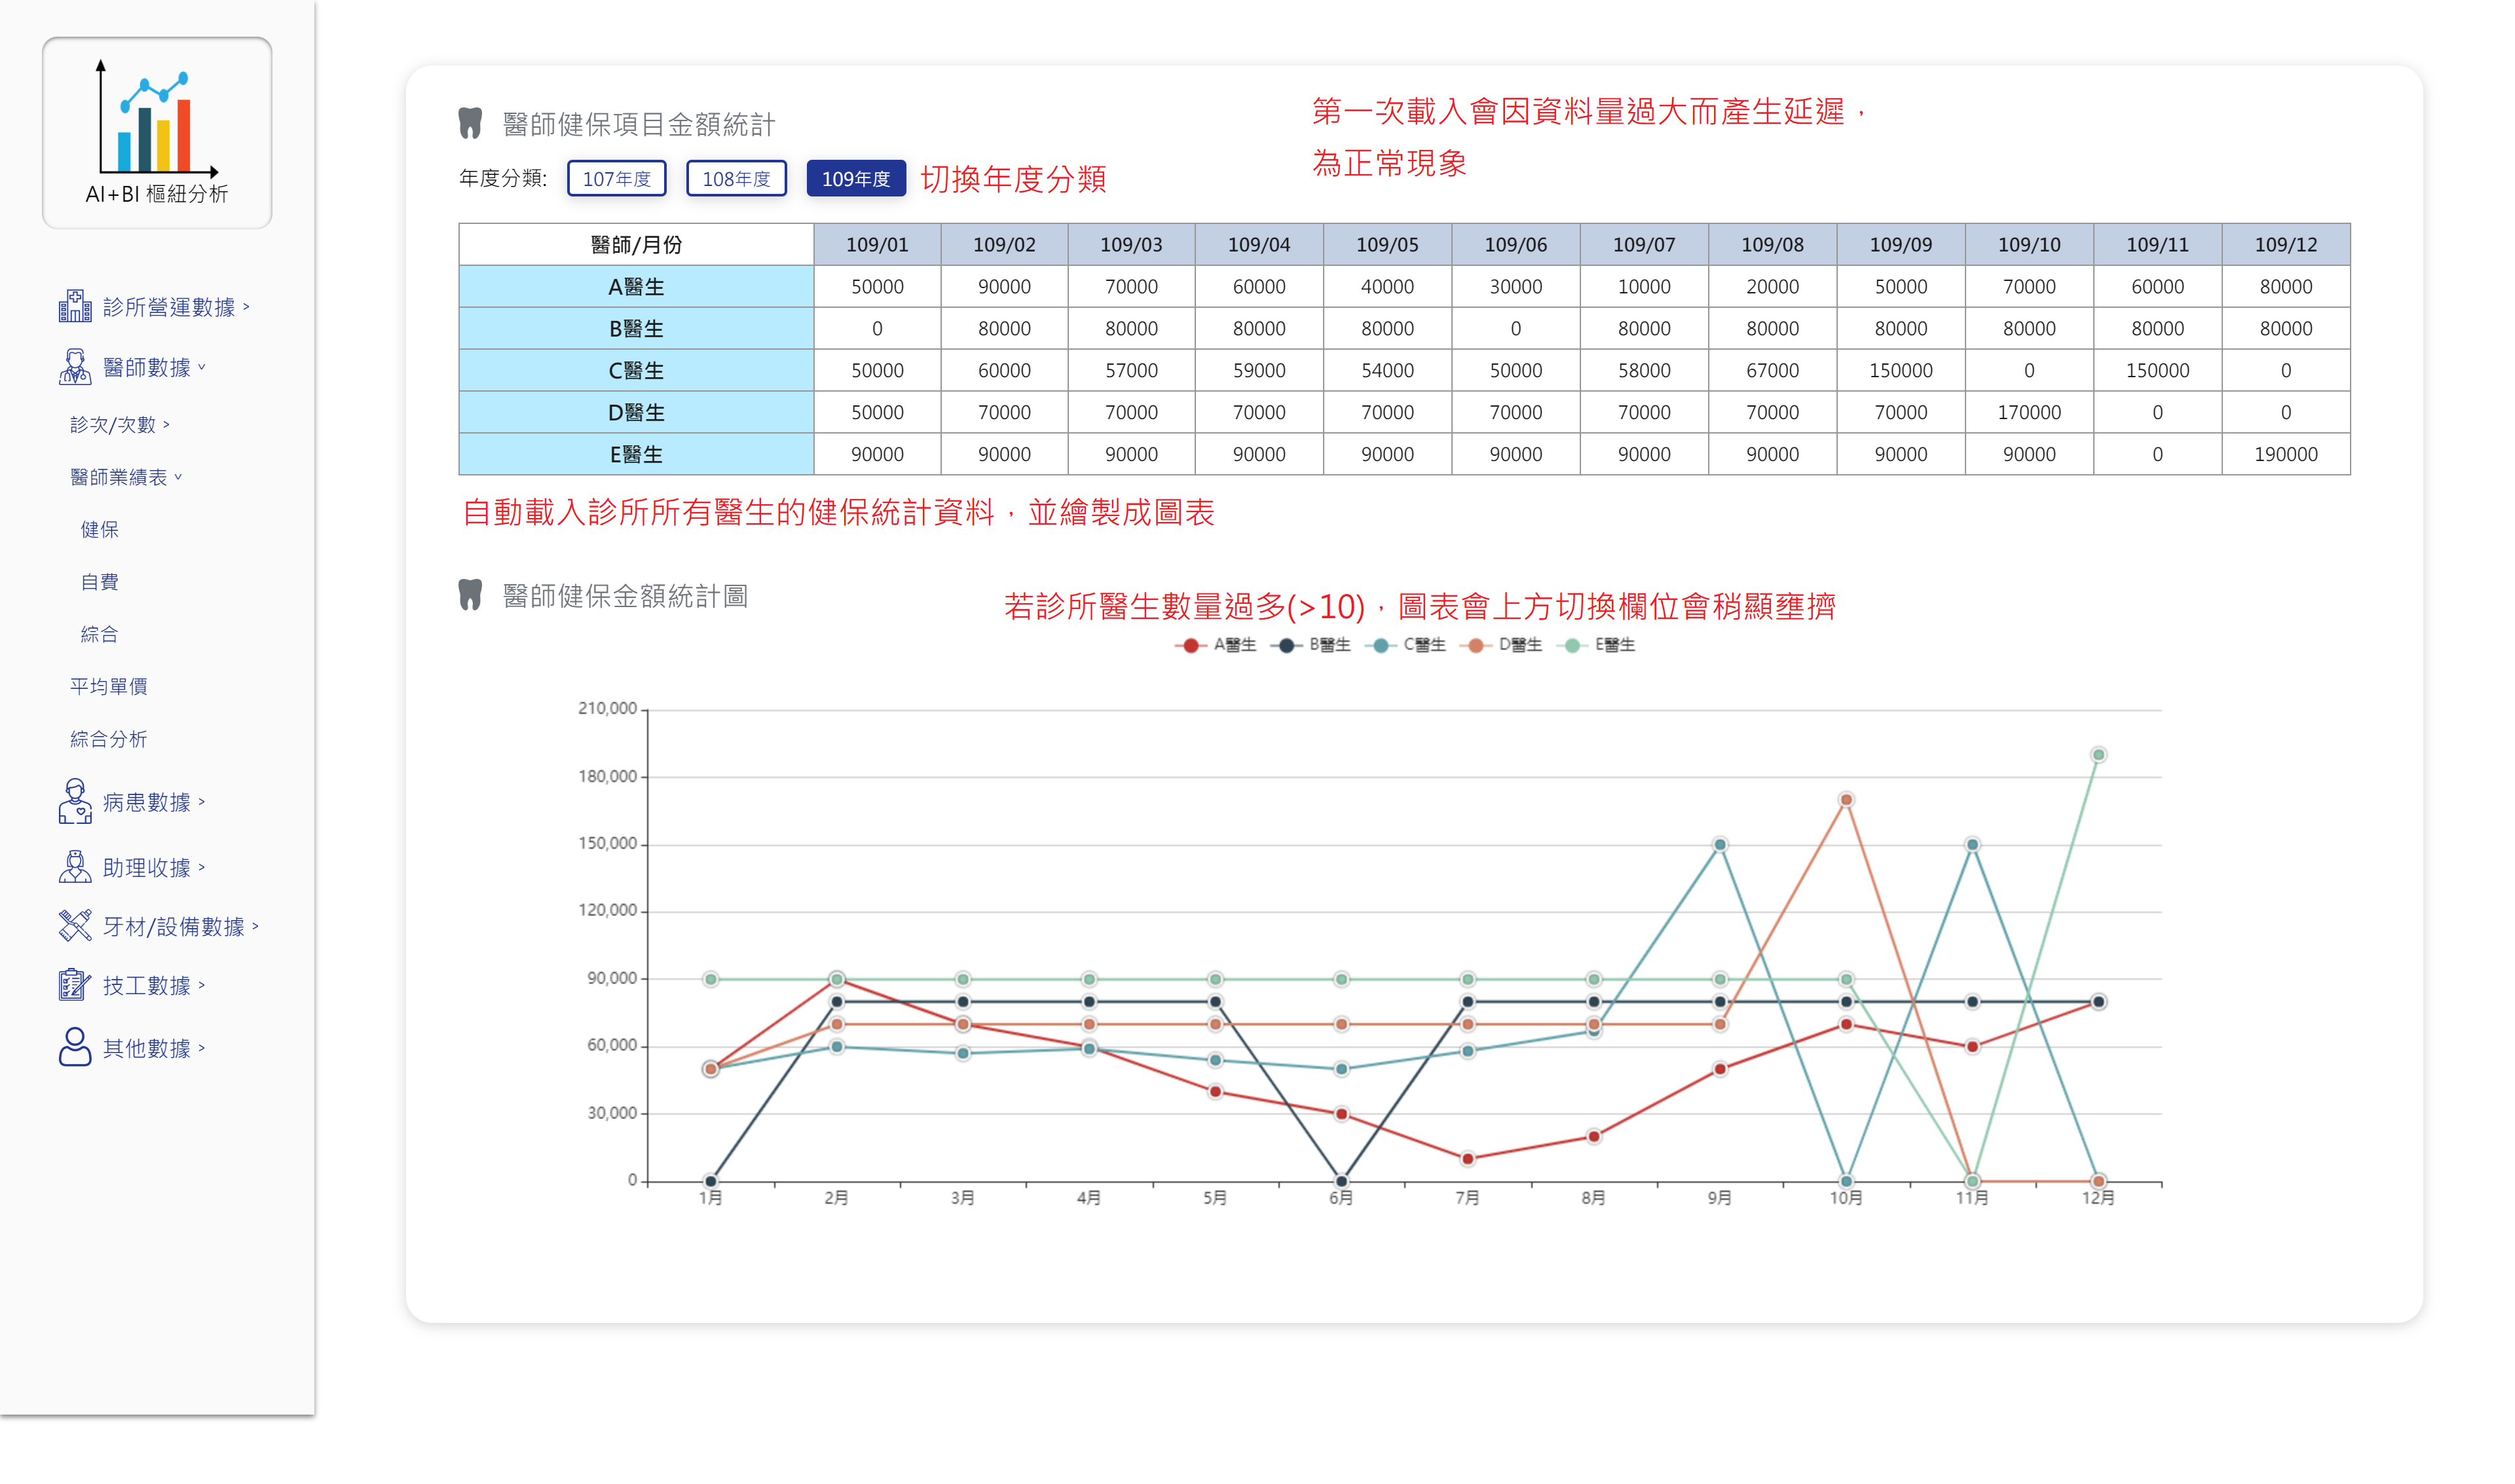 AI+BI 樞紐分析
診所營運數據 >
醫師數據 >
診次/次數 >
醫師業績表 >
健保
自費
綜合
平均單價
綜合分析
病患數據 >
助理收據 >
牙材/設備數據 >
技工數據 >
其他數據 >
醫師健保項目金額統計
第一次載入會因資料量過大而產生延遲，
為正常現象
年度分類: 107年度 108年度 109年度 切換年度分類
醫師/月份 109/01 109/02 109/03 109/04 109/05 109/06 109/07 109/08 109/09 109/10 109/11 109/12
A醫生 50000 90000 70000 60000 40000 30000 10000 20000 50000 70000 60000 80000
B醫生 0 80000 80000 80000 80000 0 80000 80000 80000 80000 80000 80000
C醫生 50000 60000 57000 59000 54000 50000 58000 67000 150000 0 150000 0
D醫生 50000 70000 70000 70000 70000 70000 70000 70000 70000 170000 0 0
E醫生 90000 90000 90000 90000 90000 90000 90000 90000 90000 90000 0 190000
自動載入診所所有醫生的健保統計資料，並繪製成圖表
醫師健保金額統計圖
若診所醫生數量過多(>10)，圖表會上方切換欄位會稍顯壅擠
A醫生 B醫生 C醫生 D醫生 E醫生
210,000
180,000
150,000
120,000
90,000
60,000
30,000
0
1月 2月 3月 4月 5月 6月 7月 8月 9月 10月 11月 12月